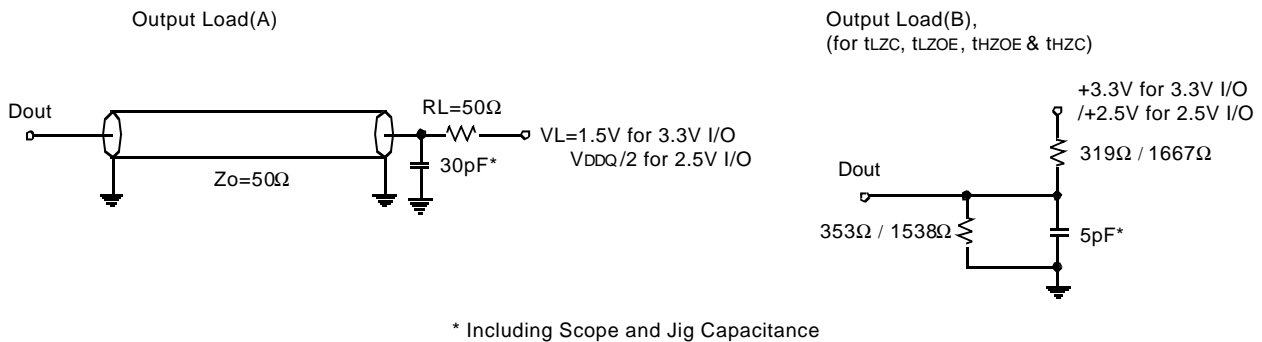 Output Load(A)
Dout
Zo=50Ω
RL=50Ω
30pF*
VL=1.5V for 3.3V I/O
VDDQ/2 for 2.5V I/O
Output Load(B),
(for tLZC, tLZOE, tHZOE & tHZC)
+3.3V for 3.3V I/O
/+2.5V for 2.5V I/O
319Ω / 1667Ω
Dout
353Ω / 1538Ω
5pF*
* Including Scope and Jig Capacitance